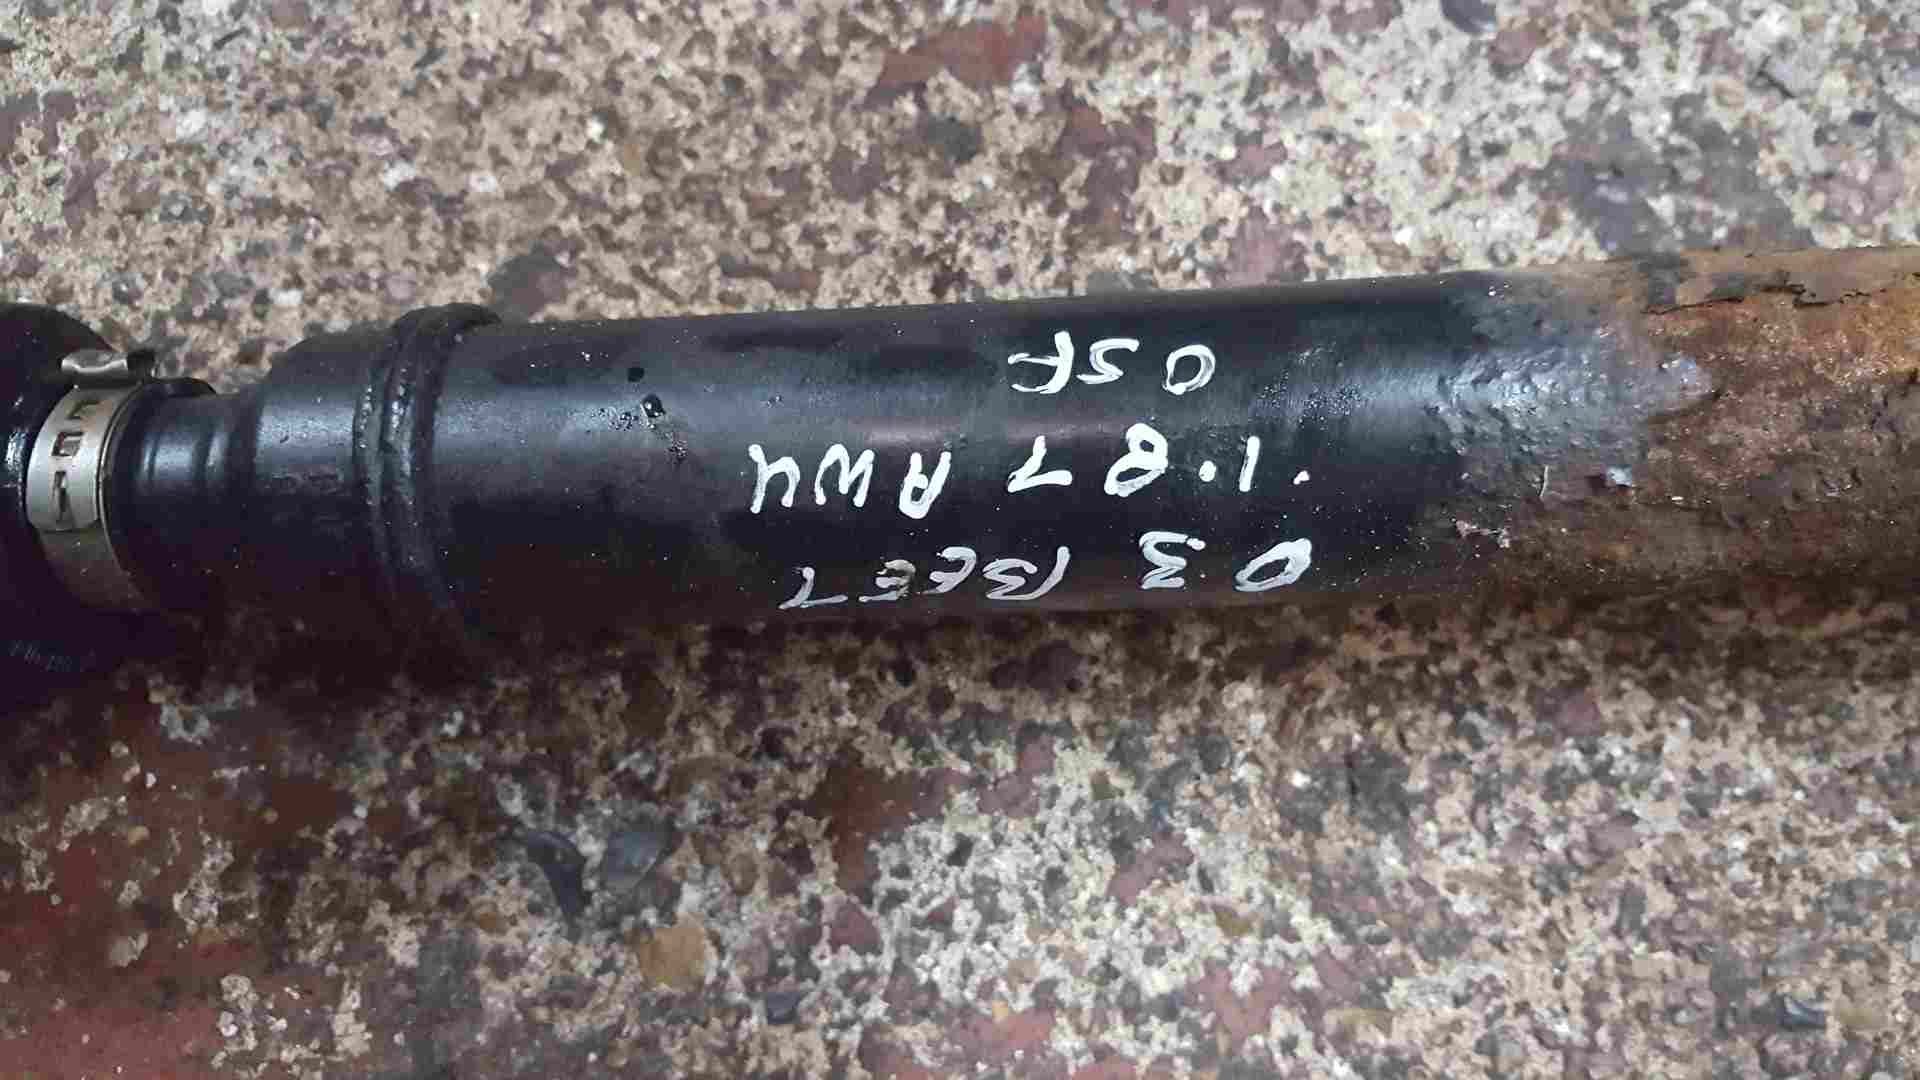 03 BEET
1.8T AWU
OSF